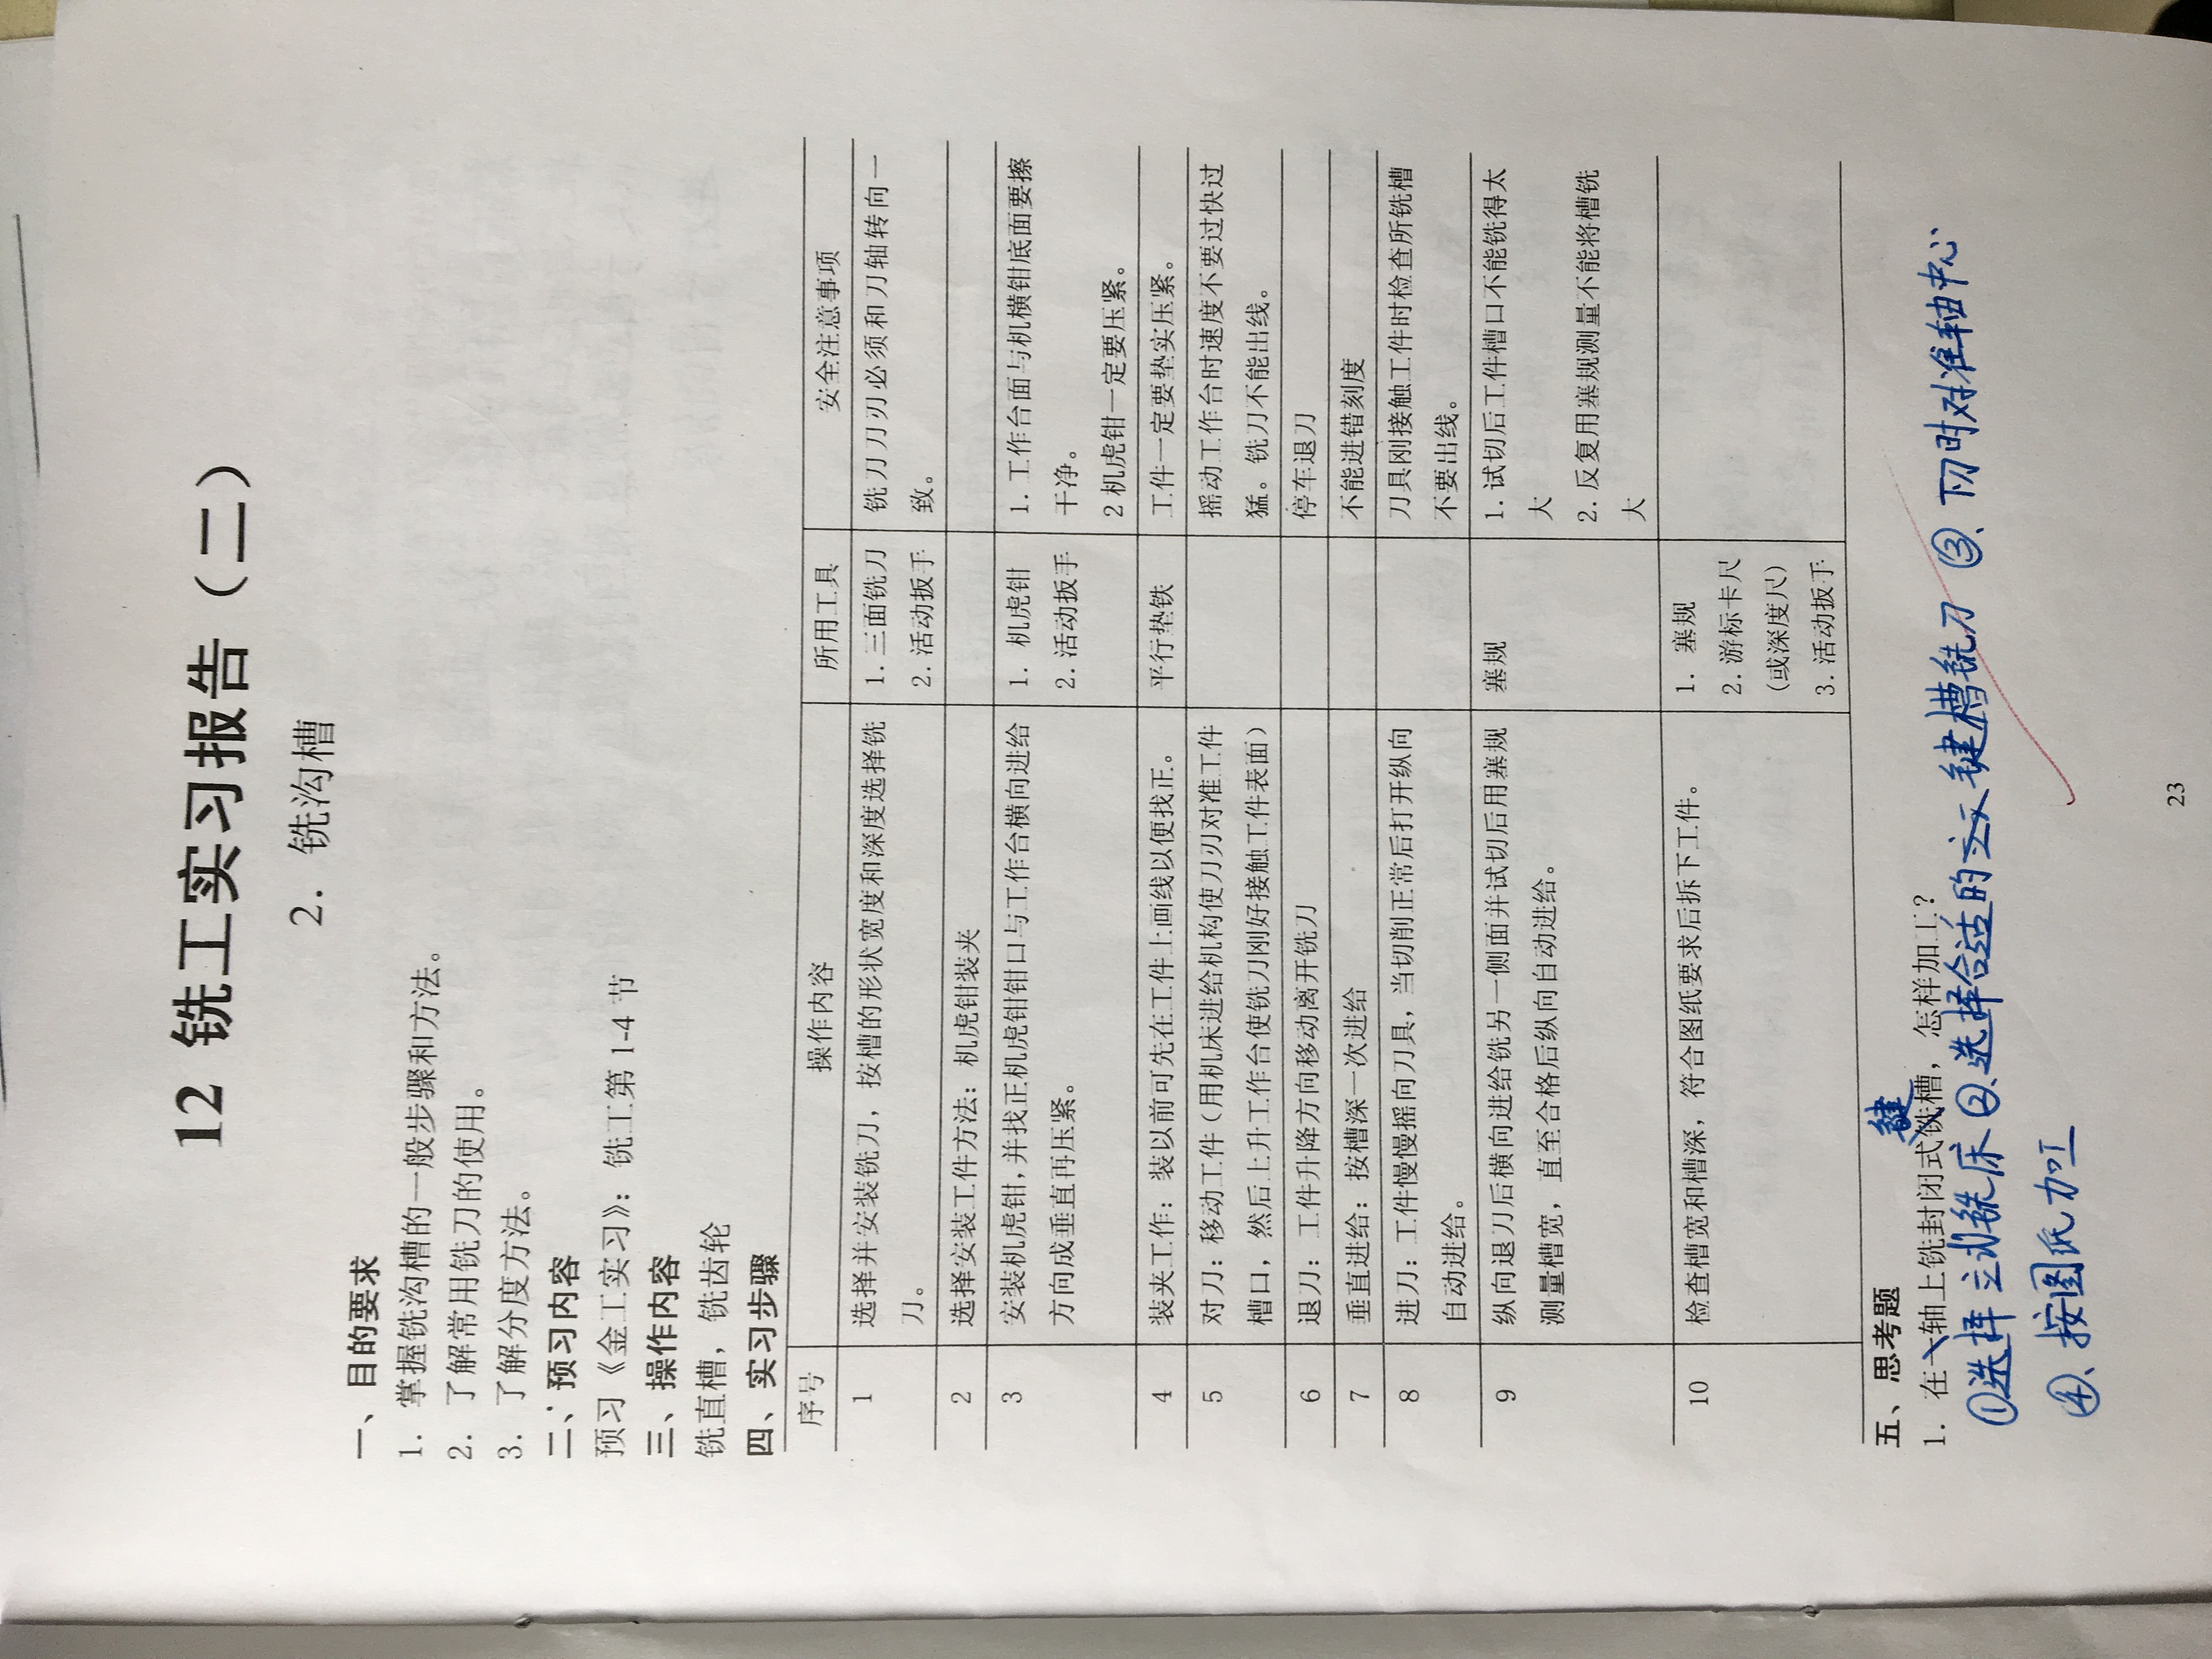 12 铣工实习报告（二）
2. 铣沟槽
一、目的要求
1. 掌握铣沟槽的一般步骤和方法。
2. 了解常用铣刀的使用。
3. 了解分度方法。
二、预习内容
预习《金工实习》：铣工第 1-4 节
三、操作内容
铣直槽，铣齿轮
四、实习步骤
序号 操作内容 所用工具 安全注意事项
1 选择并安装铣刀，按槽的形状宽度和深度选择铣 1. 三面铣刀 铣刀刀刃必须和刀轴转向一
刀。 2. 活动扳手 致。
2 选择安装工件方法：机虎钳装夹
3 安装机虎钳，并找正机虎钳钳口与工作台横向进给 1. 机虎钳 1. 工作台面与机横钳底面要擦
方向成垂直再压紧。 2. 活动扳手 干净。
2 机虎钳一定要压紧。
4 装夹工作：装以前可先在工件上画线以便找正。 平行垫铁 工件一定要垫实压紧。
5 对刀：移动工件（用机床进给机构使刀刃对准工件 摇动工作台时速度不要过快过
槽口，然后上升工作台使铣刀刚好接触工件表面） 猛。铣刀不能出线。
6 退刀：工件升降方向移动离开铣刀 停车退刀
7 垂直进给：按槽深一次进给 不能进错刻度
8 进刀：工件慢慢摇向刀具，当切削正常后打开纵向 刀具刚接触工件时检查所铣槽
自动进给。 不要出线。
9 纵向退刀后横向进给铣另一侧面并试切后用塞规 塞规 1. 试切后工件槽口不能铣得太
测量槽宽，直至合格后纵向自动进给。 大
2. 反复用塞规测量不能将槽铣
大
10 检查槽宽和槽深，符合图纸要求后拆下工件。 1. 塞规
2. 游标卡尺
(或深度尺)
3. 活动扳手
五、思考题
键
1. 在一轴上铣封闭式铣槽，怎样加工？
①选择立式铣床 ②、选择合适的键槽铣刀 ③、下刀时对准轴中心
④、按图纸加工
23